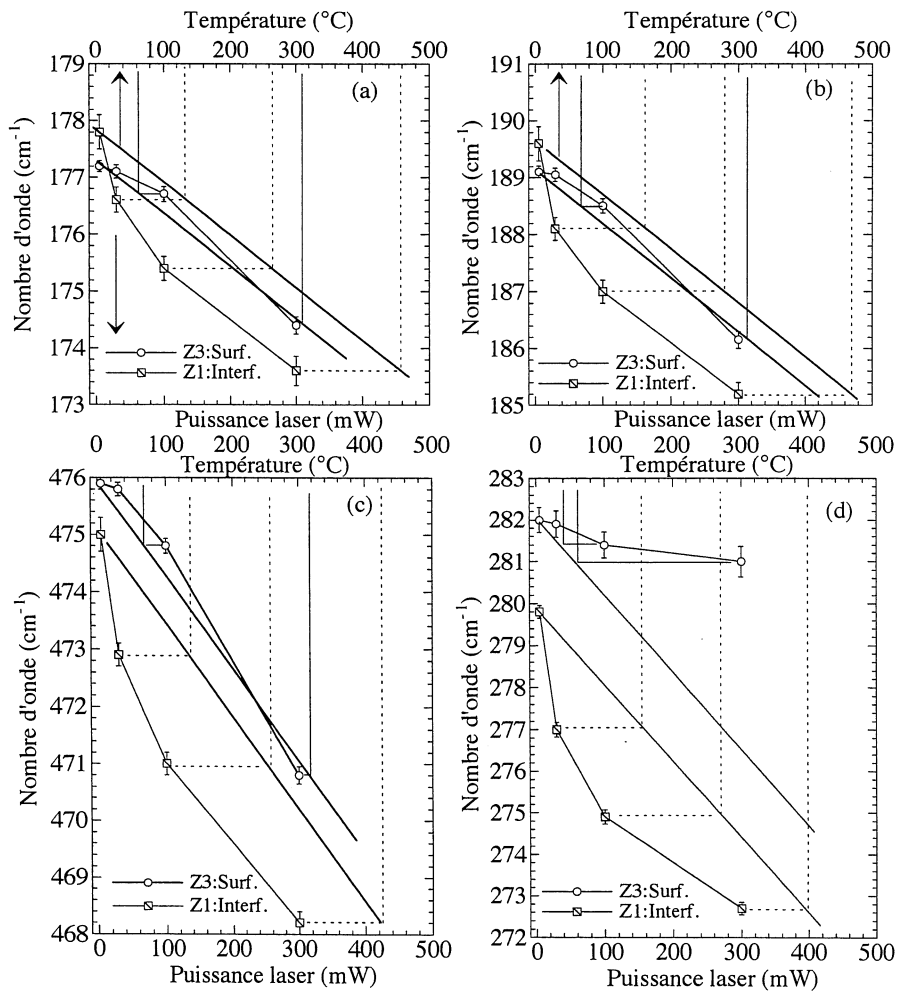 Température (°C)
0 100 200 300 400 500
179
178
177
176
175
174
173
Nombre d'onde (cm-1)
(a)
Z3:Surf.
Z1:Interf.
Puissance laser (mW)
Température (°C)
0 100 200 300 400 500
191
190
189
188
187
186
185
Nombre d'onde (cm-1)
(b)
Z3:Surf.
Z1:Interf.
Puissance laser (mW)
0 100 200 300 400 500
Température (°C)
476
475
474
473
472
471
470
469
468
Nombre d'onde (cm-1)
(c)
Z3:Surf.
Z1:Interf.
0 100 200 300 400 500
Puissance laser (mW)
0 100 200 300 400 500
Température (°C)
283
282
281
280
279
278
277
276
275
274
273
272
Nombre d'onde (cm-1)
(d)
Z3:Surf.
Z1:Interf.
0 100 200 300 400 500
Puissance laser (mW)